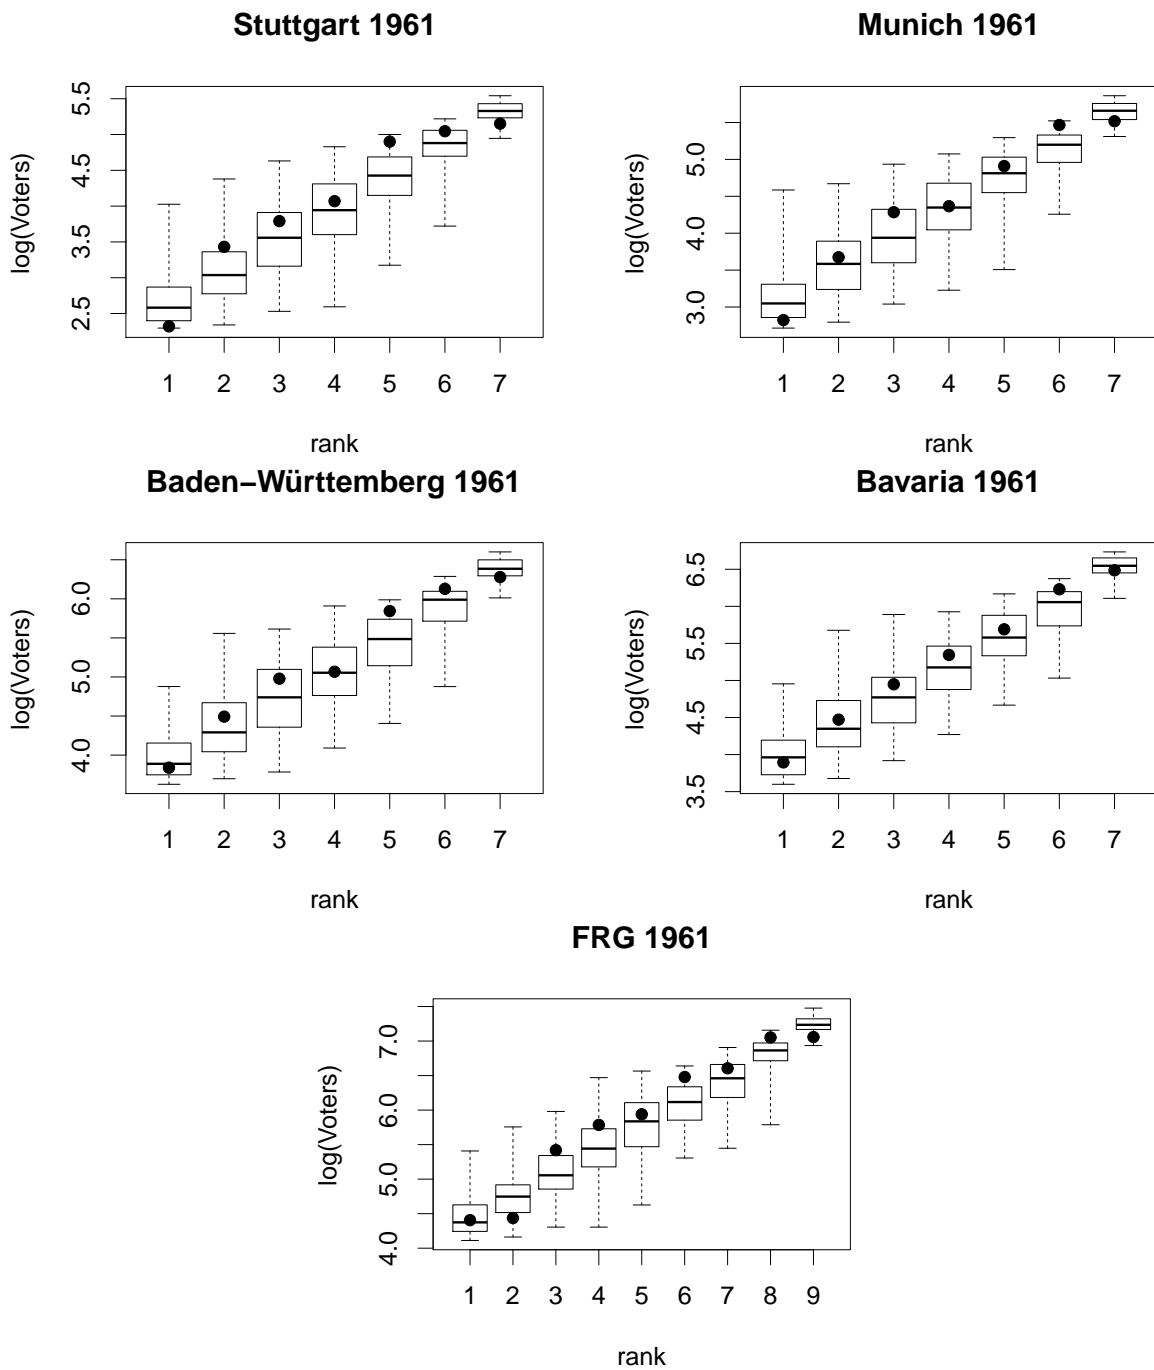 Stuttgart 1961
log(Voters)
5.5
4.5
3.5
2.5
1 2 3 4 5 6 7
rank
Munich 1961
log(Voters)
5.0
4.0
3.0
1 2 3 4 5 6 7
rank
Baden−Württemberg 1961
log(Voters)
6.0
5.0
4.0
1 2 3 4 5 6 7
rank
Bavaria 1961
log(Voters)
6.5
5.5
4.5
3.5
1 2 3 4 5 6 7
rank
FRG 1961
log(Voters)
7.0
6.0
5.0
4.0
1 2 3 4 5 6 7 8 9
rank